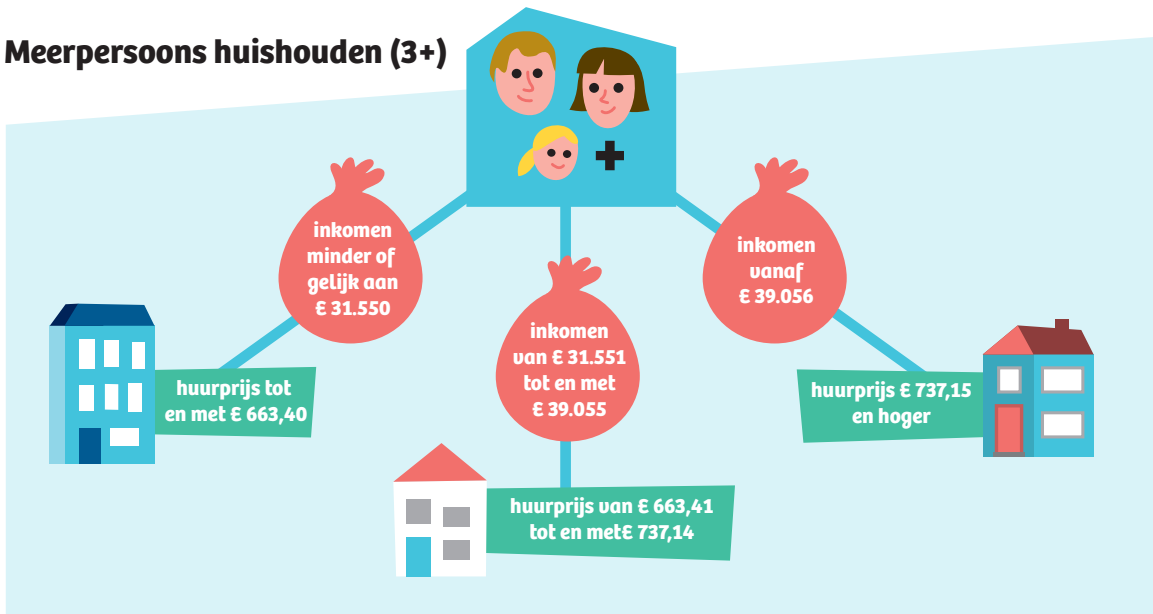 Meerpersoons huishouden (3+)
inkomen
minder of
gelijk aan
€ 31.550
huurprijs tot
en met € 663,40
inkomen
van € 31.551
tot en met
€ 39.055
huurprijs van € 663,41
tot en met€ 737,14
inkomen
vanaf
€ 39.056
huurprijs € 737,15
en hoger